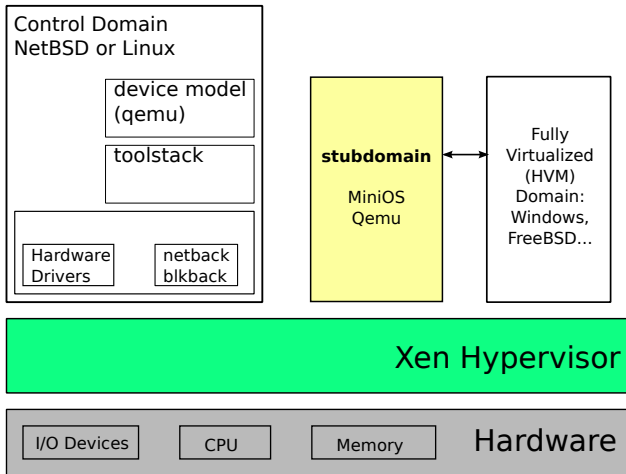 Control Domain
NetBSD or Linux
device model
(qemu)
toolstack
Hardware
Drivers
netback
blkback
stubdomain
MiniOS
Qemu
Fully
Virtualized
(HVM)
Domain:
Windows,
FreeBSD...
Xen Hypervisor
I/O Devices
CPU
Memory
Hardware